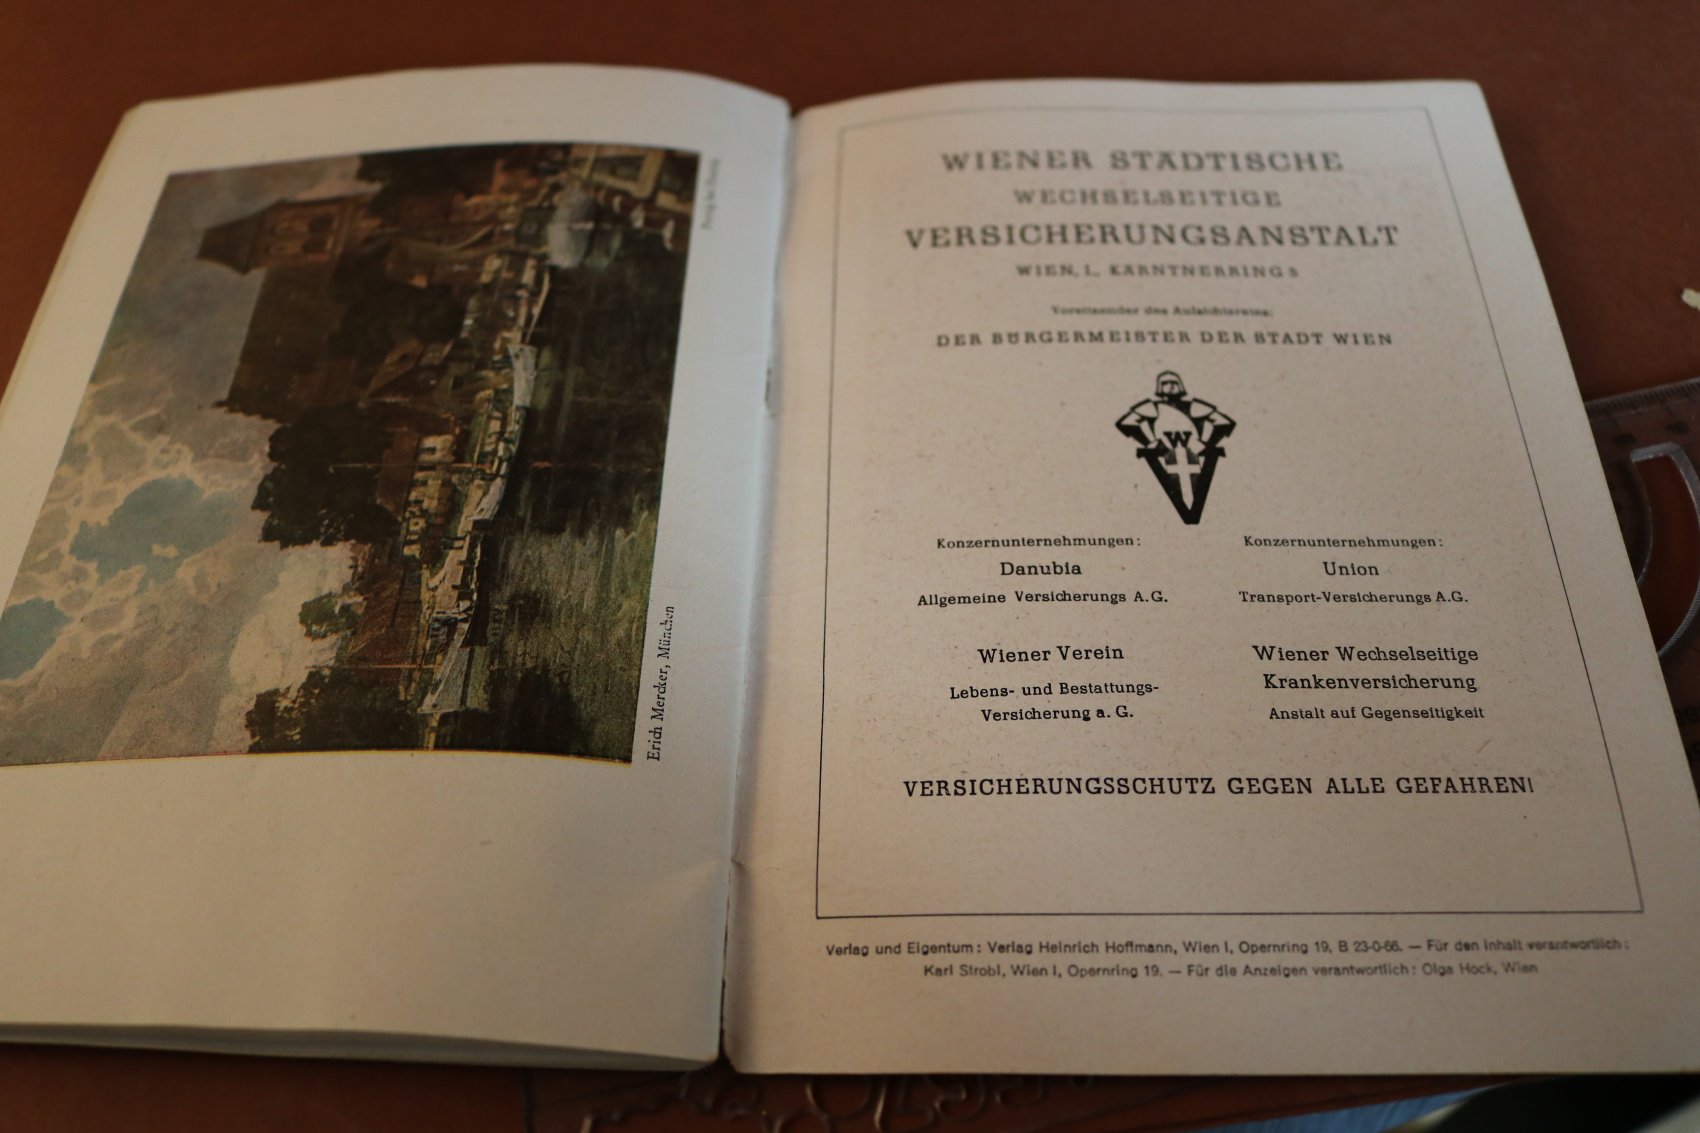 Erich Mercker, München
WIENER STÄDTISCHE
WECHSELSEITIGE
VERSICHERUNGSANSTALT
WIEN, I., KÄRNTNERRING 5
Vorsitzender des Aufsichtsrates:
DER BÜRGERMEISTER DER STADT WIEN
W
V
Konzernunternehmungen:
Danubia
Allgemeine Versicherungs A.G.
Wiener Verein
Lebens- und Bestattungs-
Versicherung a. G.
Konzernunternehmungen:
Union
Transport-Versicherungs A.G.
Wiener Wechselseitige
Krankenversicherung
Anstalt auf Gegenseitigkeit
VERSICHERUNGSSCHUTZ GEGEN ALLE GEFAHREN!
Verlag und Eigentum: Verlag Heinrich Hoffmann, Wien I, Opernring 19, B 23-0-66. — Für den Inhalt verantwortlich:
Karl Strobl, Wien I, Opernring 19. — Für die Anzeigen verantwortlich: Olga Hock, Wien